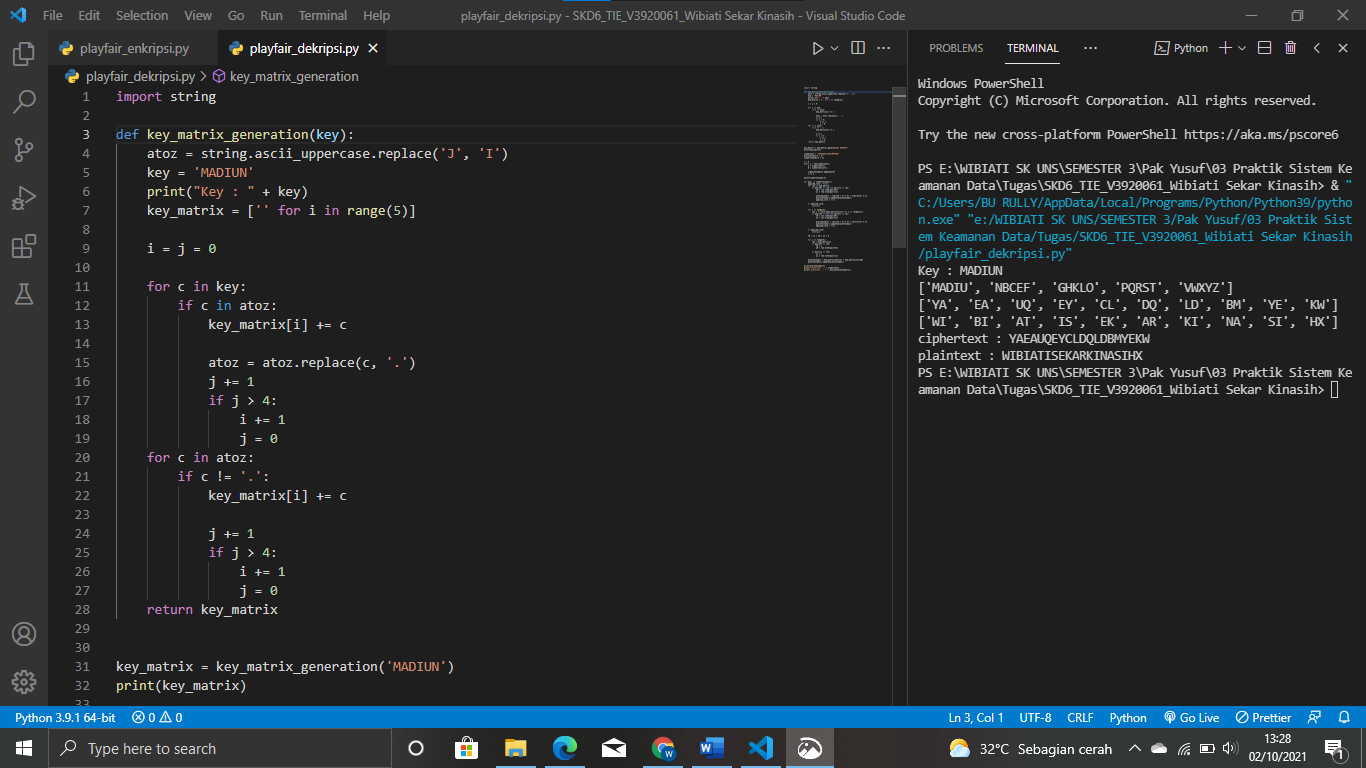 File Edit Selection View Go Run Terminal Help
playfair_dekripsi.py - SKD6_TIE_V3920061_Wibiati Sekar Kinasih - Visual Studio Code
playfair_enkripsi.py
playfair_dekripsi.py
playfair_dekripsi.py > key_matrix_generation
1 import string
2
3 def key_matrix_generation(key):
4 atoz = string.ascii_uppercase.replace('J', 'I')
5 key = 'MADIUN'
6 print("Key : " + key)
7 key_matrix = ['' for i in range(5)]
8
9 i = j = 0
10
11 for c in key:
12 if c in atoz:
13 key_matrix[i] += c
14
15 atoz = atoz.replace(c, '.')
16 j += 1
17 if j > 4:
18 i += 1
19 j = 0
20 for c in atoz:
21 if c != '.':
22 key_matrix[i] += c
23
24 j += 1
25 if j > 4:
26 i += 1
27 j = 0
28 return key_matrix
29
30
31 key_matrix = key_matrix_generation('MADIUN')
32 print(key_matrix)
33
PROBLEMS TERMINAL ··· Python
Windows PowerShell
Copyright (C) Microsoft Corporation. All rights reserved.
Try the new cross-platform PowerShell https://aka.ms/pscore6
PS E:\WIBIATI SK UNS\SEMESTER 3\Pak Yusuf\03 Praktik Sistem Ke
amanan Data\Tugas\SKD6_TIE_V3920061_Wibiati Sekar Kinasih> & "
C:/Users/BU RULLY/AppData/Local/Programs/Python/Python39/pytho
n.exe" "e:/WIBIATI SK UNS/SEMESTER 3/Pak Yusuf/03 Praktik Sist
em Keamanan Data/Tugas/SKD6_TIE_V3920061_Wibiati Sekar Kinasih
/playfair_dekripsi.py"
Key : MADIUN
['MADIU', 'NBCEF', 'GHKLO', 'PQRST', 'VWXYZ']
['YA', 'EA', 'UQ', 'EY', 'CL', 'DQ', 'LD', 'BM', 'YE', 'KW']
['WI', 'BI', 'AT', 'IS', 'EK', 'AR', 'KI', 'NA', 'SI', 'HX']
ciphertext : YAEAUQEYCLDQLDBMYEKW
plaintext : WIBIATISEKARKINASIHX
PS E:\WIBIATI SK UNS\SEMESTER 3\Pak Yusuf\03 Praktik Sistem Ke
amanan Data\Tugas\SKD6_TIE_V3920061_Wibiati Sekar Kinasih>
Python 3.9.1 64-bit 0 0 Ln 3, Col 1 UTF-8 CRLF Python Go Live Prettier
Type here to search
32°C Sebagian cerah
13:28
02/10/2021
1